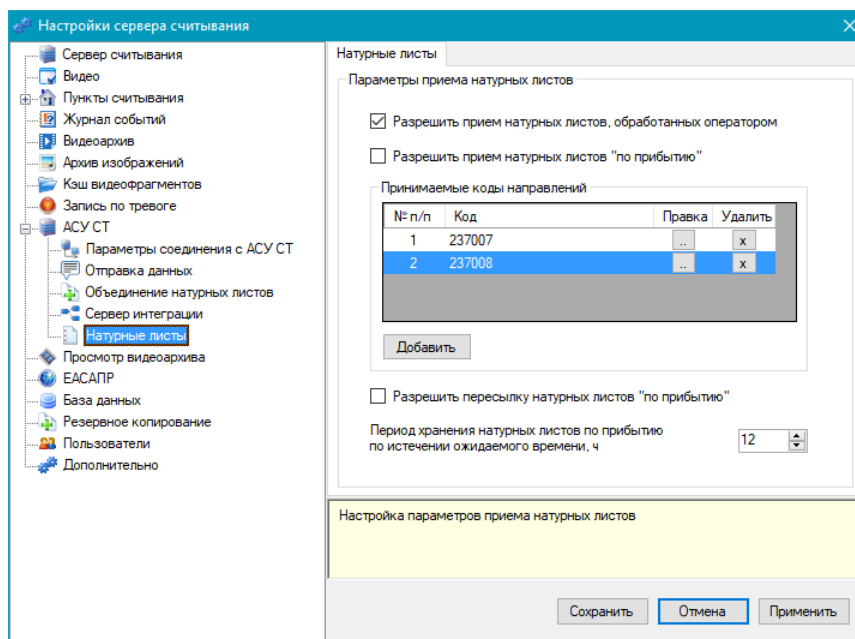 Настройки сервера считывания
Сервер считывания
Видео
Пункты считывания
Журнал событий
Видеоархив
Архив изображений
Кэш видеофрагментов
Запись по тревоге
АСУ СТ
Параметры соединения с АСУ СТ
Отправка данных
Объединение натурных листов
Сервер интеграции
Натурные листы
Просмотр видеоархива
ЕАСАПР
База данных
Резервное копирование
Пользователи
Дополнительно
Натурные листы
Параметры приема натурных листов
Разрешить прием натурных листов, обработанных оператором
Разрешить прием натурных листов "по прибытию"
Принимаемые коды направлений
№ п/п Код Правка Удалить
1 237007 .. x
2 237008 .. x
Добавить
Разрешить пересылку натурных листов "по прибытию"
Период хранения натурных листов по прибытию
по истечении ожидаемого времени, ч
12
Настройка параметров приема натурных листов
Сохранить Отмена Применить